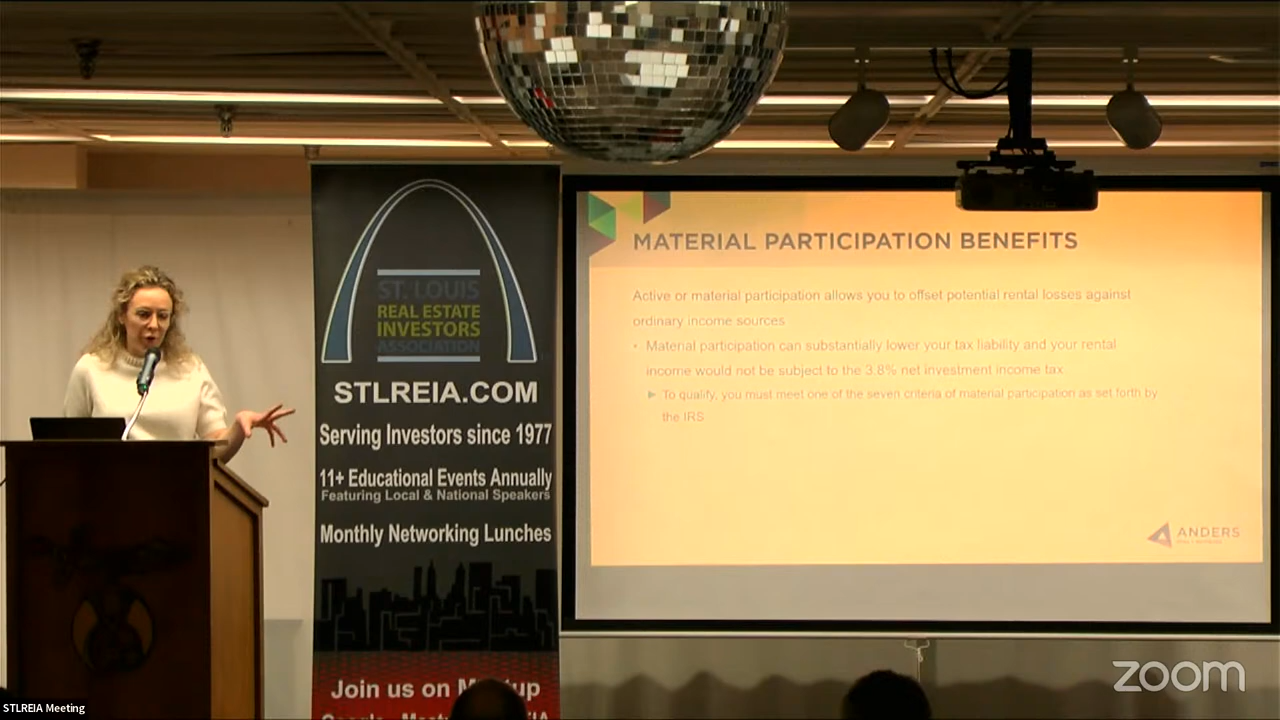 ST. LOUIS
REAL ESTATE
INVESTORS
ASSOCIATION
STLREIA.COM
Serving Investors since 1977
11+ Educational Events Annually
Featuring Local & National Speakers
Monthly Networking Lunches
Join us on
MATERIAL PARTICIPATION BENEFITS
Active or material participation allows you to offset potential rental losses against
ordinary income sources
• Material participation can substantially lower your tax liability and your rental
income would not be subject to the 3.8% net investment income tax
► To qualify, you must meet one of the seven criteria of material participation as set forth by
the IRS
ANDERS
zoom
STLREIA Meeting